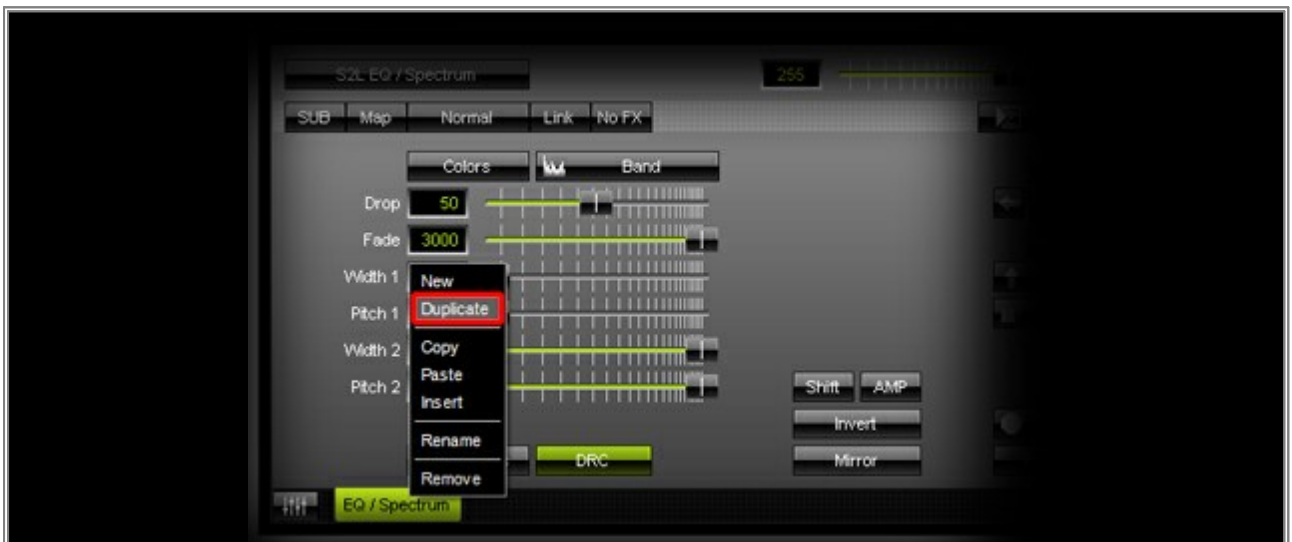 S2L EQ / Spectrum 255
SUB Map Normal Link No FX
Colors Band
Drop 50
Fade 3000
Width 1
Pitch 1
Width 2
Pitch 2
New
Duplicate
Copy
Paste
Insert
Rename
Remove
Shift AMP
Invert
DRC Mirror
EQ / Spectrum